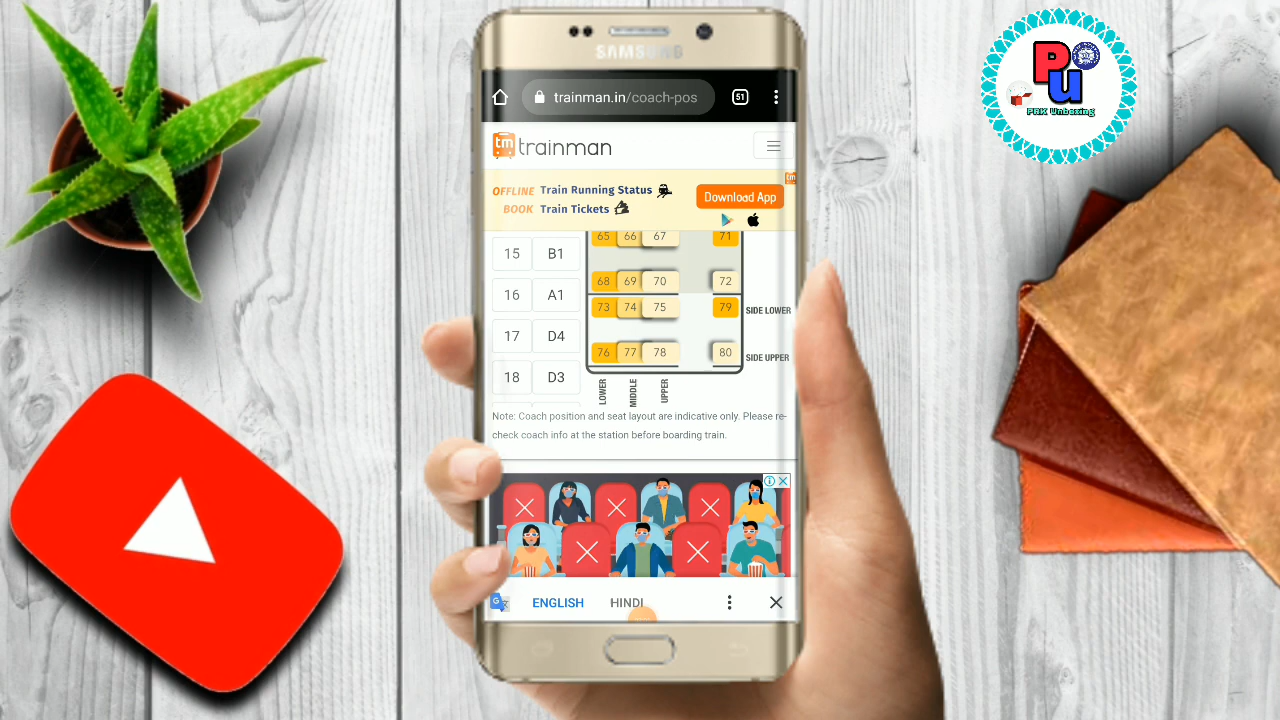 SAMSUNG
trainman.in/coach-pos
51
tm trainman
OFFLINE Train Running Status
BOOK Train Tickets
Download App
tm
15 B1
16 A1
17 D4
18 D3
65 66 67 71
68 69 70 72
73 74 75 79 SIDE LOWER
76 77 78 80 SIDE UPPER
LOWER MIDDLE UPPER
Note: Coach position and seat layout are indicative only. Please re-
check coach info at the station before boarding train.
ENGLISH HINDI
P
U
PRK Unboxing